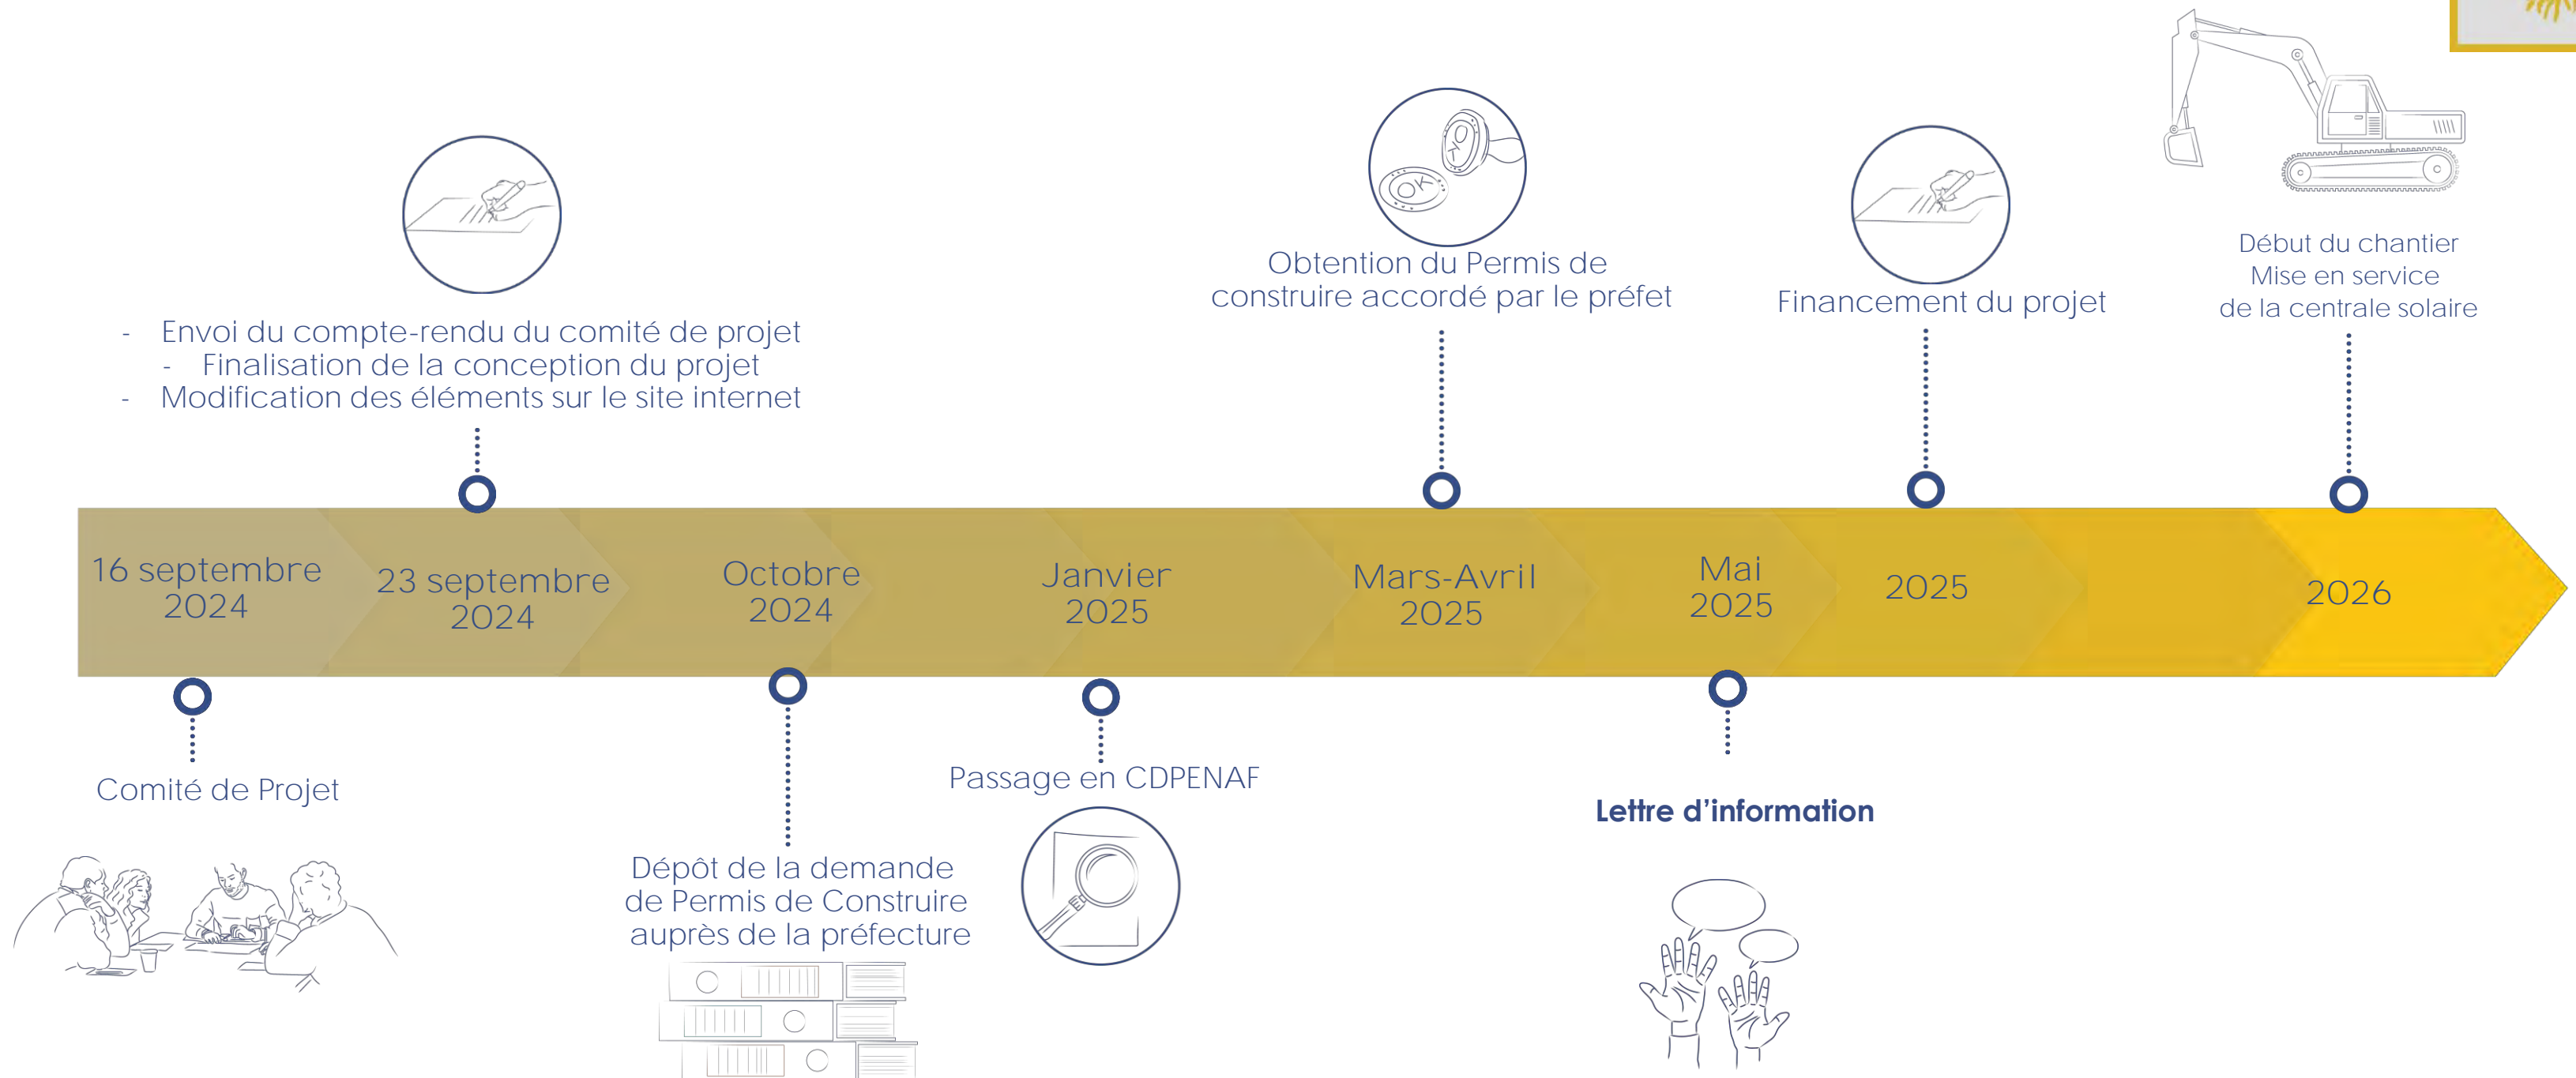 - Envoi du compte-rendu du comité de projet
- Finalisation de la conception du projet
- Modification des éléments sur le site internet
Obtention du Permis de
construire accordé par le préfet
OK
OK
Financement du projet
Début du chantier
Mise en service
de la centrale solaire
16 septembre
2024
23 septembre
2024
Octobre
2024
Janvier
2025
Mars-Avril
2025
Mai
2025
2025
2026
Comité de Projet
Dépôt de la demande
de Permis de Construire
auprès de la préfecture
Passage en CDPENAF
Lettre d’information